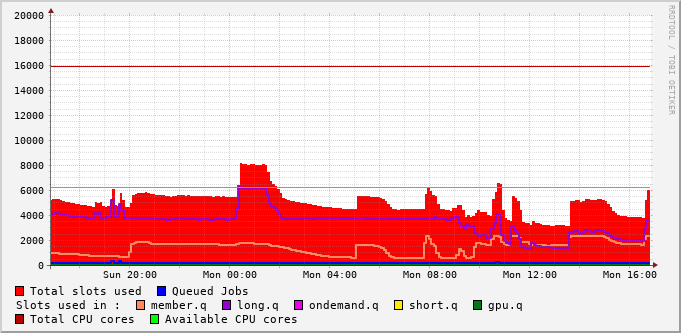 20000
18000
16000
14000
12000
10000
8000
6000
4000
2000
0
Sun 20:00 Mon 00:00 Mon 04:00 Mon 08:00 Mon 12:00 Mon 16:00
Total slots used Queued Jobs
Slots used in : member.q long.q ondemand.q short.q gpu.q
Total CPU cores Available CPU cores
RRDTOOL / TOBI OETIKER